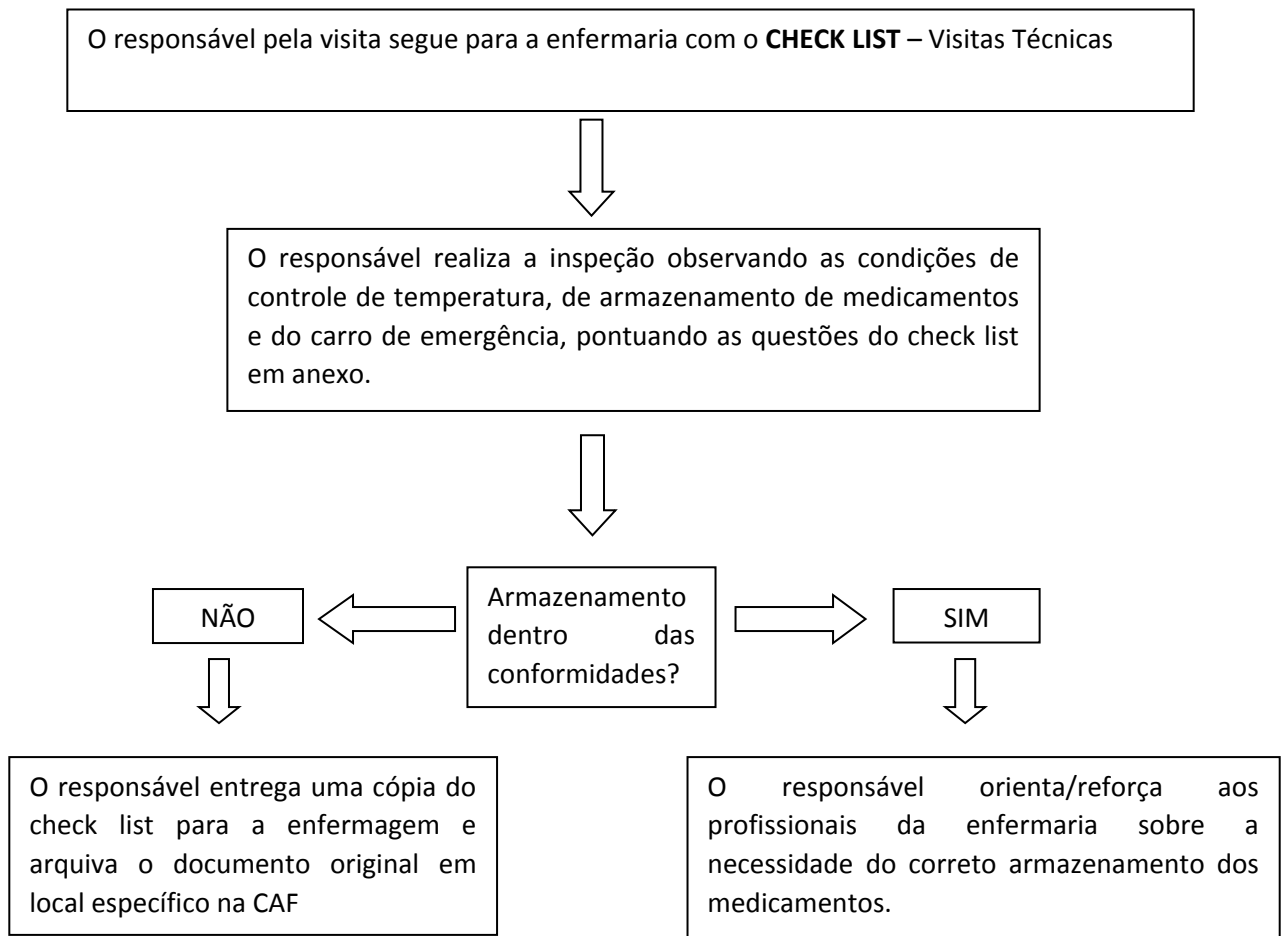 O responsável pela visita segue para a enfermaria com o CHECK LIST – Visitas Técnicas
O responsável realiza a inspeção observando as condições de
controle de temperatura, de armazenamento de medicamentos
e do carro de emergência, pontuando as questões do check list
em anexo.
Armazenamento
dentro das
conformidades?
NÃO
SIM
O responsável entrega uma cópia do
check list para a enfermagem e
arquiva o documento original em
local específico na CAF
O responsável orienta/reforça aos
profissionais da enfermaria sobre a
necessidade do correto armazenamento dos
medicamentos.